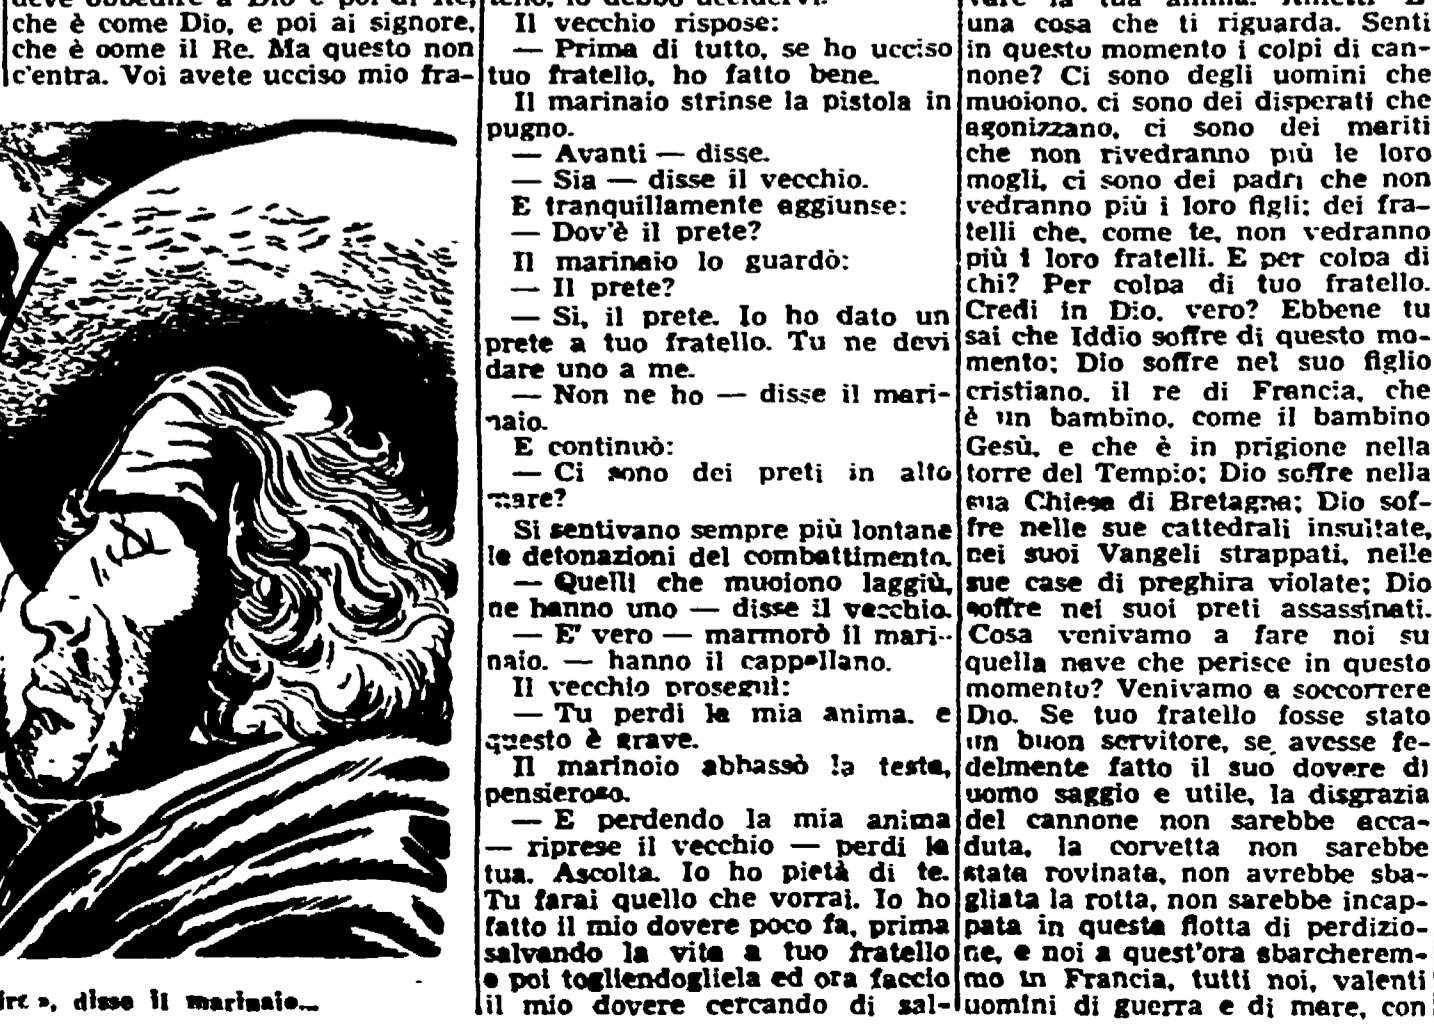 che è come Dio, e poi ai signore,
che è oome il Re. Ma questo non
c'entra. Voi avete ucciso mio fra-
ire », disse il marinaio...
Il vecchio rispose:
— Prima di tutto, se ho ucciso
tuo fratello, ho fatto bene.
Il marinaio strinse la pistola in
pugno.
— Avanti — disse.
— Sia — disse il vecchio.
E tranquillamente aggiunse:
— Dov'è il prete?
Il marinaio lo guardò:
— Il prete?
— Si, il prete. Io ho dato un
prete a tuo fratello. Tu ne devi
dare uno a me.
— Non ne ho — disse il mari-
naio.
E continuò:
— Ci sono dei preti in alto
mare?
Si sentivano sempre più lontane
le detonazioni del combattimento.
— Quelli che muoiono laggiù,
ne hanno uno — disse il vecchio.
— E' vero — marmorò il mari-
naio. — hanno il cappellano.
Il vecchio prosegui:
— Tu perdi la mia anima. e
questo è grave.
Il marinoio abbassò la testa,
pensieroso.
— E perdendo la mia anima
— riprese il vecchio — perdi la
tua. Ascolta. Io ho pietà di te.
Tu farai quello che vorrai. Io ho
fatto il mio dovere poco fa, prima
salvando la vita a tuo fratello
e poi togliendogliela ed ora faccio
il mio dovere cercando di sal-
una cosa che ti riguarda. Senti
in questo momento i colpi di can-
none? Ci sono degli uomini che
muoiono. ci sono dei disperati che
agonizzano, ci sono dei mariti
che non rivedranno più le loro
mogli, ci sono dei padri che non
vedranno più i loro figli; dei fra-
telli che, come te, non vedranno
più i loro fratelli. E per colpa di
chi? Per colpa di tuo fratello.
Credi in Dio. vero? Ebbene tu
sai che Iddio soffre di questo mo-
mento; Dio soffre nel suo figlio
cristiano. il re di Francia, che
è un bambino. come il bambino
Gesù, e che è in prigione nella
torre del Tempio; Dio soffre nella
sua Chiesa di Bretagna; Dio sof-
fre nelle sue cattedrali insultate,
nei suoi Vangeli strappati, nelle
sue case di preghira violate; Dio
soffre nei suoi preti assassinati.
Cosa venivamo a fare noi su
quella nave che perisce in questo
momento? Venivamo a soccorrere
Dio. Se tuo fratello fosse stato
un buon servitore, se avesse fe-
delmente fatto il suo dovere di
uomo saggio e utile, la disgrazia
del cannone non sarebbe acca-
duta, la corvetta non sarebbe
stata rovinata, non avrebbe sba-
gliata la rotta, non sarebbe incap-
pata in questa flotta di perdizio-
ne, e noi a quest'ora sbarcherem-
mo in Francia, tutti noi, valenti
uomini di guerra e di mare, con